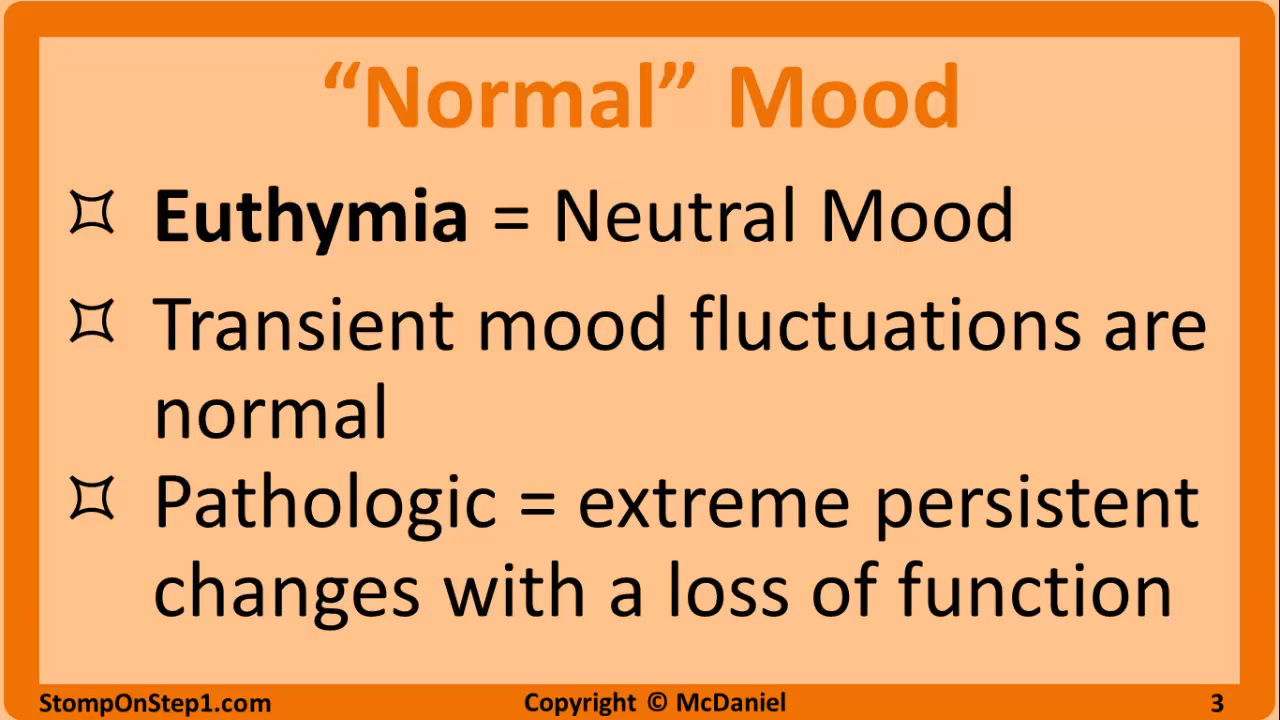 “Normal” Mood
Euthymia = Neutral Mood
Transient mood fluctuations are
normal
Pathologic = extreme persistent
changes with a loss of function
StompOnStep1.com
Copyright © McDaniel
3